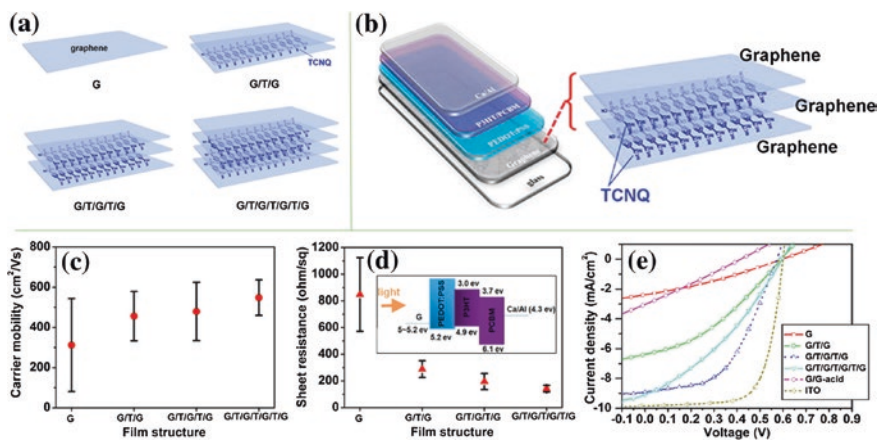 (a)
graphene
G
TCNQ
G/T/G
G/T/G/T/G
G/T/G/T/G/T/G
(b)
Ca/Al
P3HT/PCBM
PEDOT:PSS
Graphene
glass
Graphene
Graphene
Graphene
TCNQ
(c)
Carrier mobility (cm²/Vs)
800
600
400
200
0
G G/T/G G/T/G/T/G G/T/G/T/G/T/G
Film structure
(d)
Sheet resistance (ohm/sq)
1200
1000
800
600
400
200
0
light
G
5~5.2 ev
PEDOT:PSS
5.2 ev
3.0 ev
P3HT
4.9 ev
3.7 ev
PCBM
6.1 ev
Ca/Al (4.3 ev)
G G/T/G G/T/G/T/G G/T/G/T/G/T/G
Film structure
(e)
Current density (mA/cm²)
0
-2
-4
-6
-8
-10
-0.1 0.0 0.1 0.2 0.3 0.4 0.5 0.6 0.7 0.8 0.9
Voltage (V)
G
G/T/G
G/T/G/T/G
G/T/G/T/G/T/G
G/G-acid
ITO